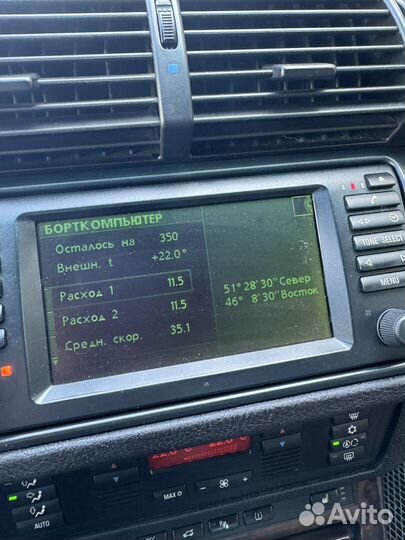 БОРТКОМПЬЮТЕР
Осталось на 350
Внешн. t +22.0°
Расход 1 11.5
Расход 2 11.5
Средн. скор. 35.1
51° 28'30" Север
46° 8'30" Восток
TONE SELECT
MENU
MAX
AUTO
Avito